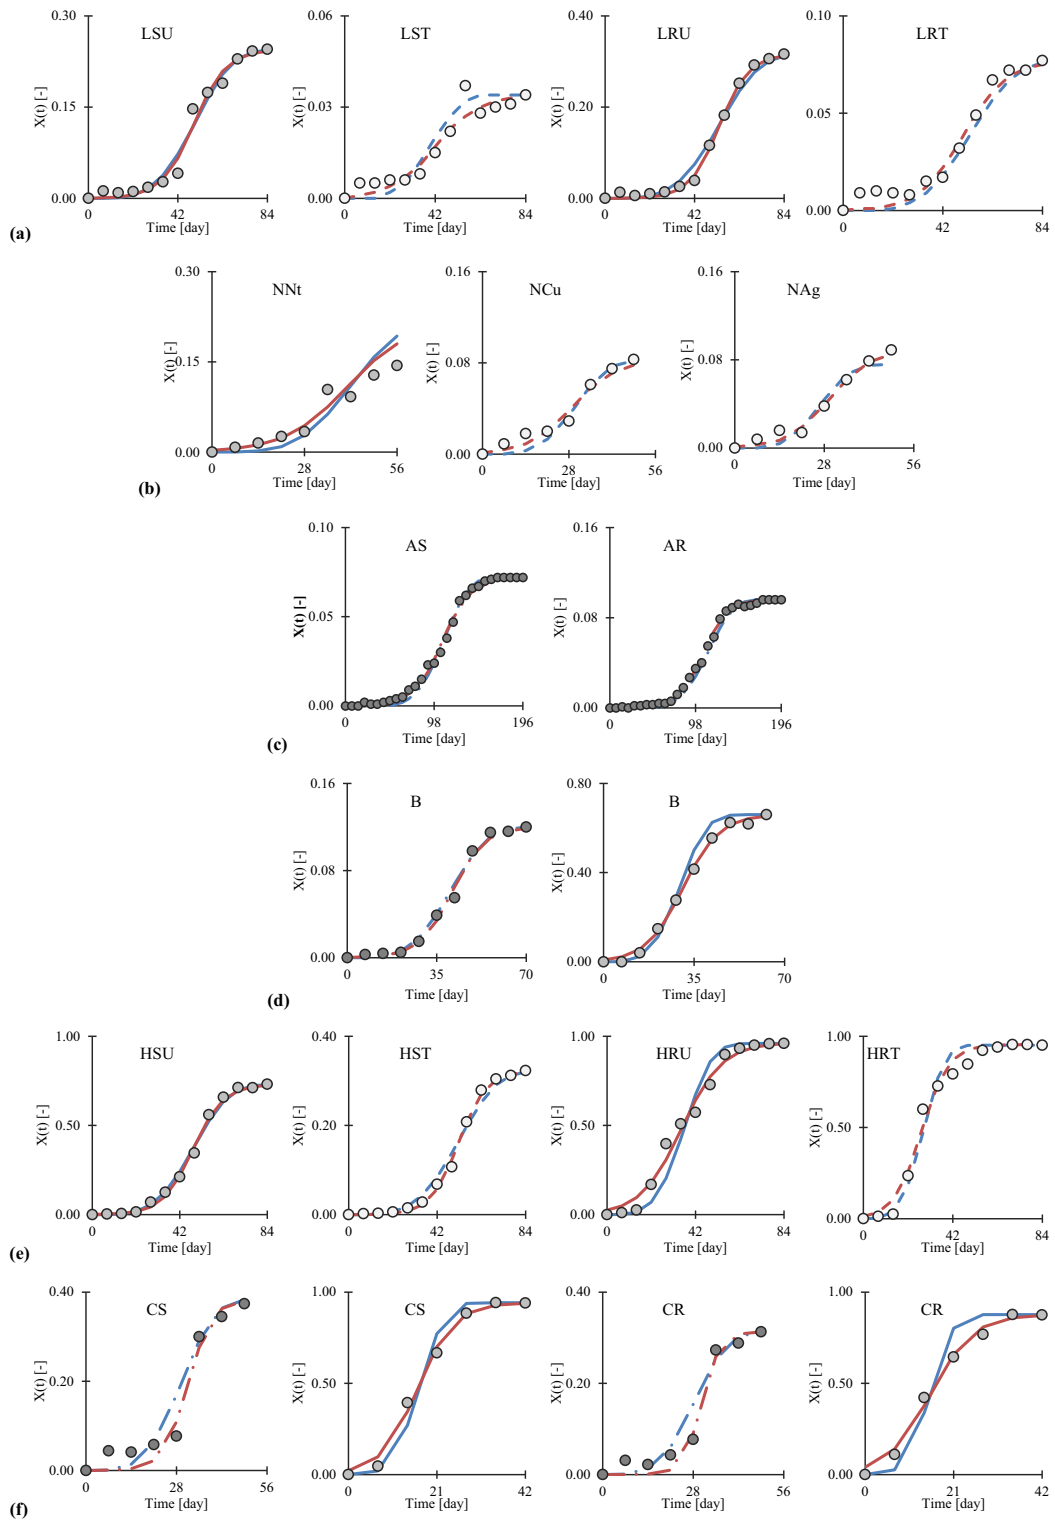 0.30 LSU
X(t) [-]
0.15
0.00
0 42 84
Time [day]
0.06 LST
X(t) [-]
0.03
0.00
0 42 84
Time [day]
0.40 LRU
X(t) [-]
0.20
0.00
0 42 84
Time [day]
0.10 LRT
X(t) [-]
0.05
0.00
0 42 84
Time [day]
(a)
0.30 NNt
X(t) [-]
0.15
0.00
0 28 56
Time [day]
0.16 NCu
X(t) [-]
0.08
0.00
0 28 56
Time [day]
0.16 NAg
X(t) [-]
0.08
0.00
0 28 56
Time [day]
(b)
0.10 AS
X(t) [-]
0.05
0.00
0 98 196
Time [day]
0.16 AR
X(t) [-]
0.08
0.00
0 98 196
Time [day]
(c)
0.16 B
X(t) [-]
0.08
0.00
0 35 70
Time [day]
0.80 B
X(t) [-]
0.40
0.00
0 35 70
Time [day]
(d)
1.00 HSU
X(t) [-]
0.50
0.00
0 42 84
Time [day]
0.40 HST
X(t) [-]
0.20
0.00
0 42 84
Time [day]
1.00 HRU
X(t) [-]
0.50
0.00
0 42 84
Time [day]
1.00 HRT
X(t) [-]
0.50
0.00
0 42 84
Time [day]
(e)
0.40 CS
X(t) [-]
0.20
0.00
0 28 56
Time [day]
1.00 CS
X(t) [-]
0.50
0.00
0 21 42
Time [day]
0.40 CR
X(t) [-]
0.20
0.00
0 28 56
Time [day]
1.00 CR
X(t) [-]
0.50
0.00
0 21 42
Time [day]
(f)